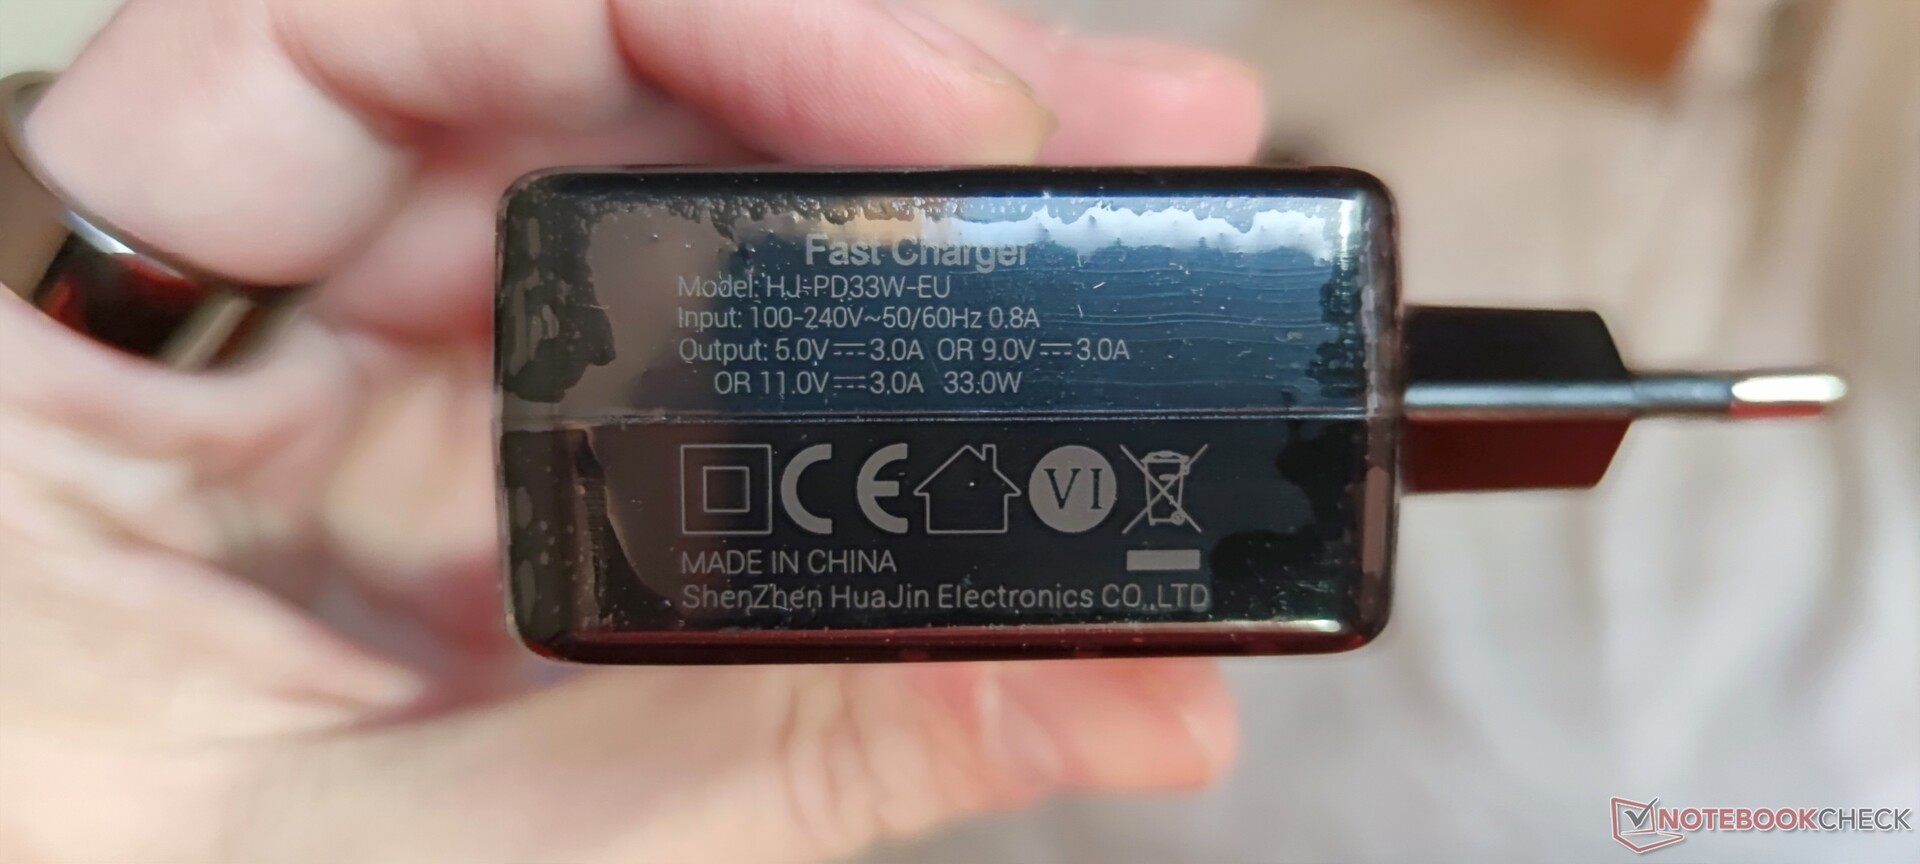 Fast Charger
Model: HJ-PD33W-EU
Input: 100-240V~50/60Hz 0.8A
Output: 5.0V⎓3.0A OR 9.0V⎓3.0A
OR 11.0V⎓3.0A 33.0W
CE VI
MADE IN CHINA
ShenZhen HuaJin Electronics CO.,LTD
NOTEBOOKCHECK